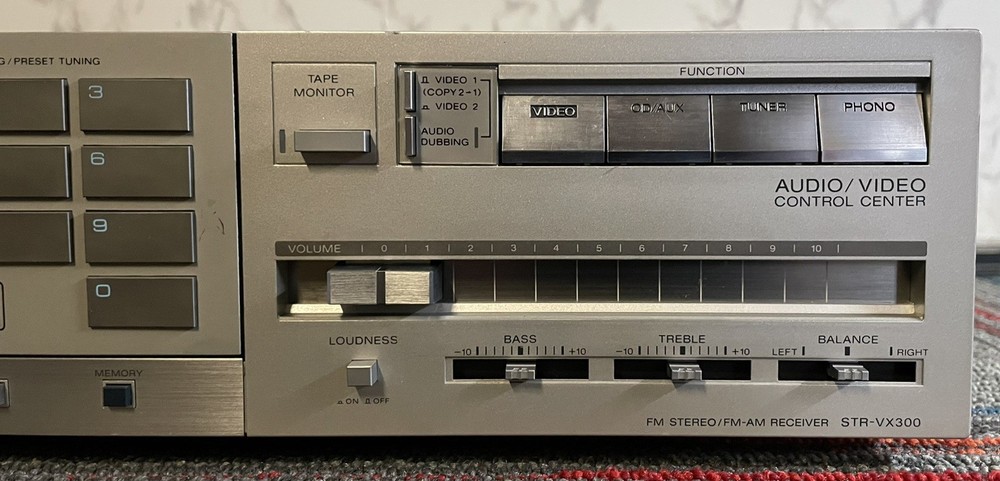 G/PRESET TUNING
3
6
9
0
MEMORY
TAPE
MONITOR
VIDEO 1
(COPY 2→1)
VIDEO 2
AUDIO
DUBBING
FUNCTION
VIDEO
CD/AUX
TUNER
PHONO
AUDIO/VIDEO
CONTROL CENTER
VOLUME 0 1 2 3 4 5 6 7 8 9 10
LOUDNESS
ON OFF
BASS
-10 +10
TREBLE
-10 +10
BALANCE
LEFT RIGHT
FM STEREO/FM-AM RECEIVER STR-VX300